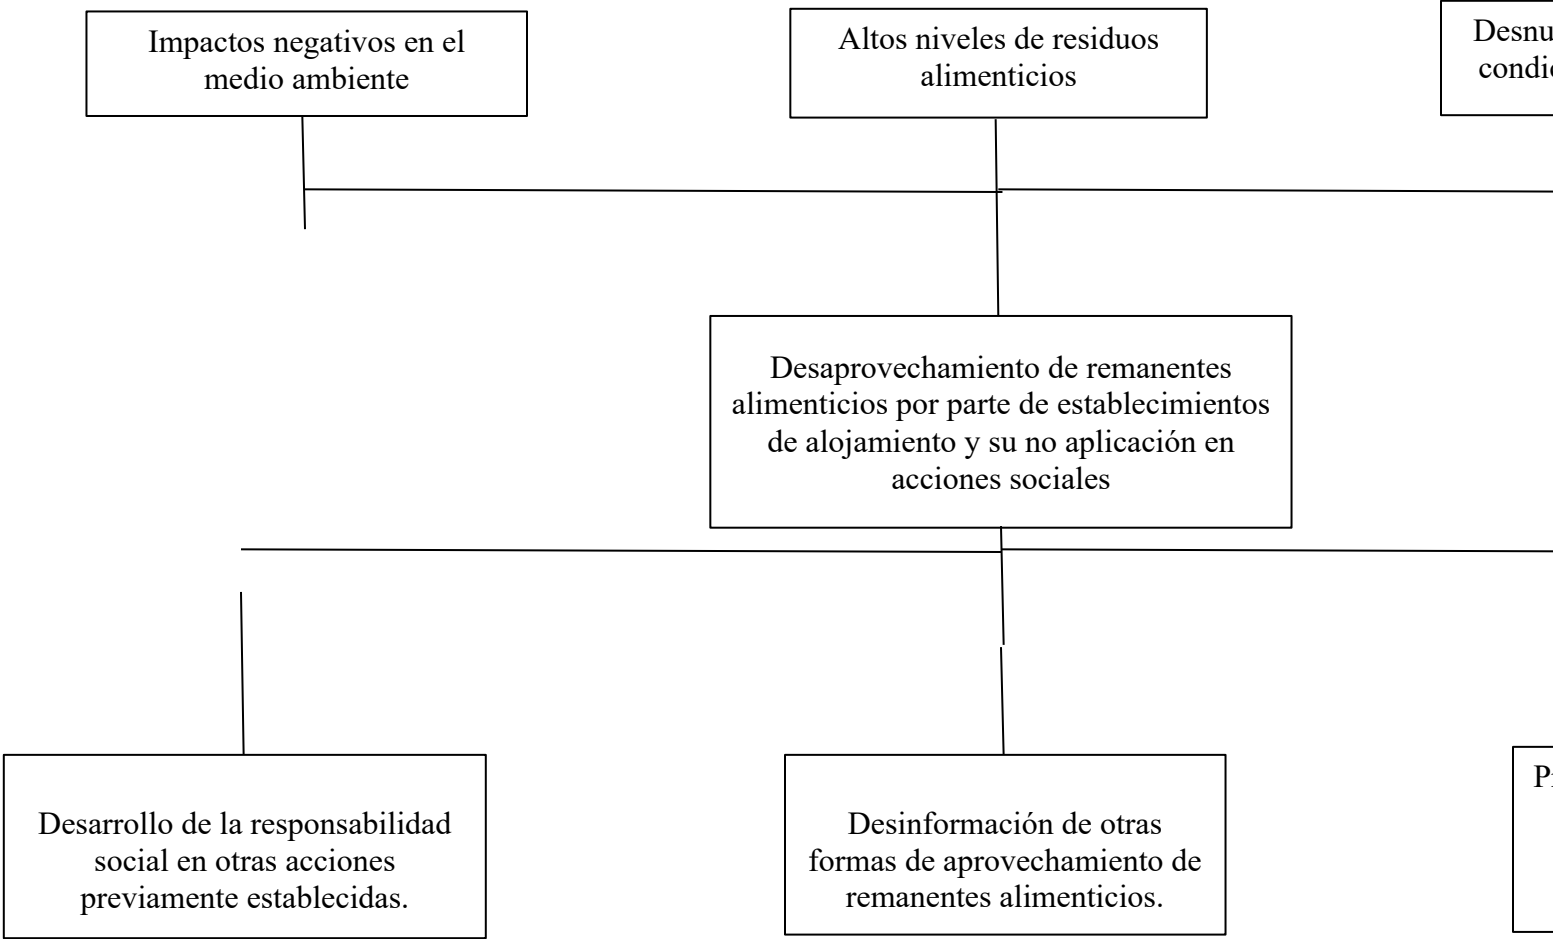 Impactos negativos en el
medio ambiente
Altos niveles de residuos
alimenticios
Desaprovechamiento de remanentes
alimenticios por parte de establecimientos
de alojamiento y su no aplicación en
acciones sociales
Desarrollo de la responsabilidad
social en otras acciones
previamente establecidas.
Desinformación de otras
formas de aprovechamiento de
remanentes alimenticios.